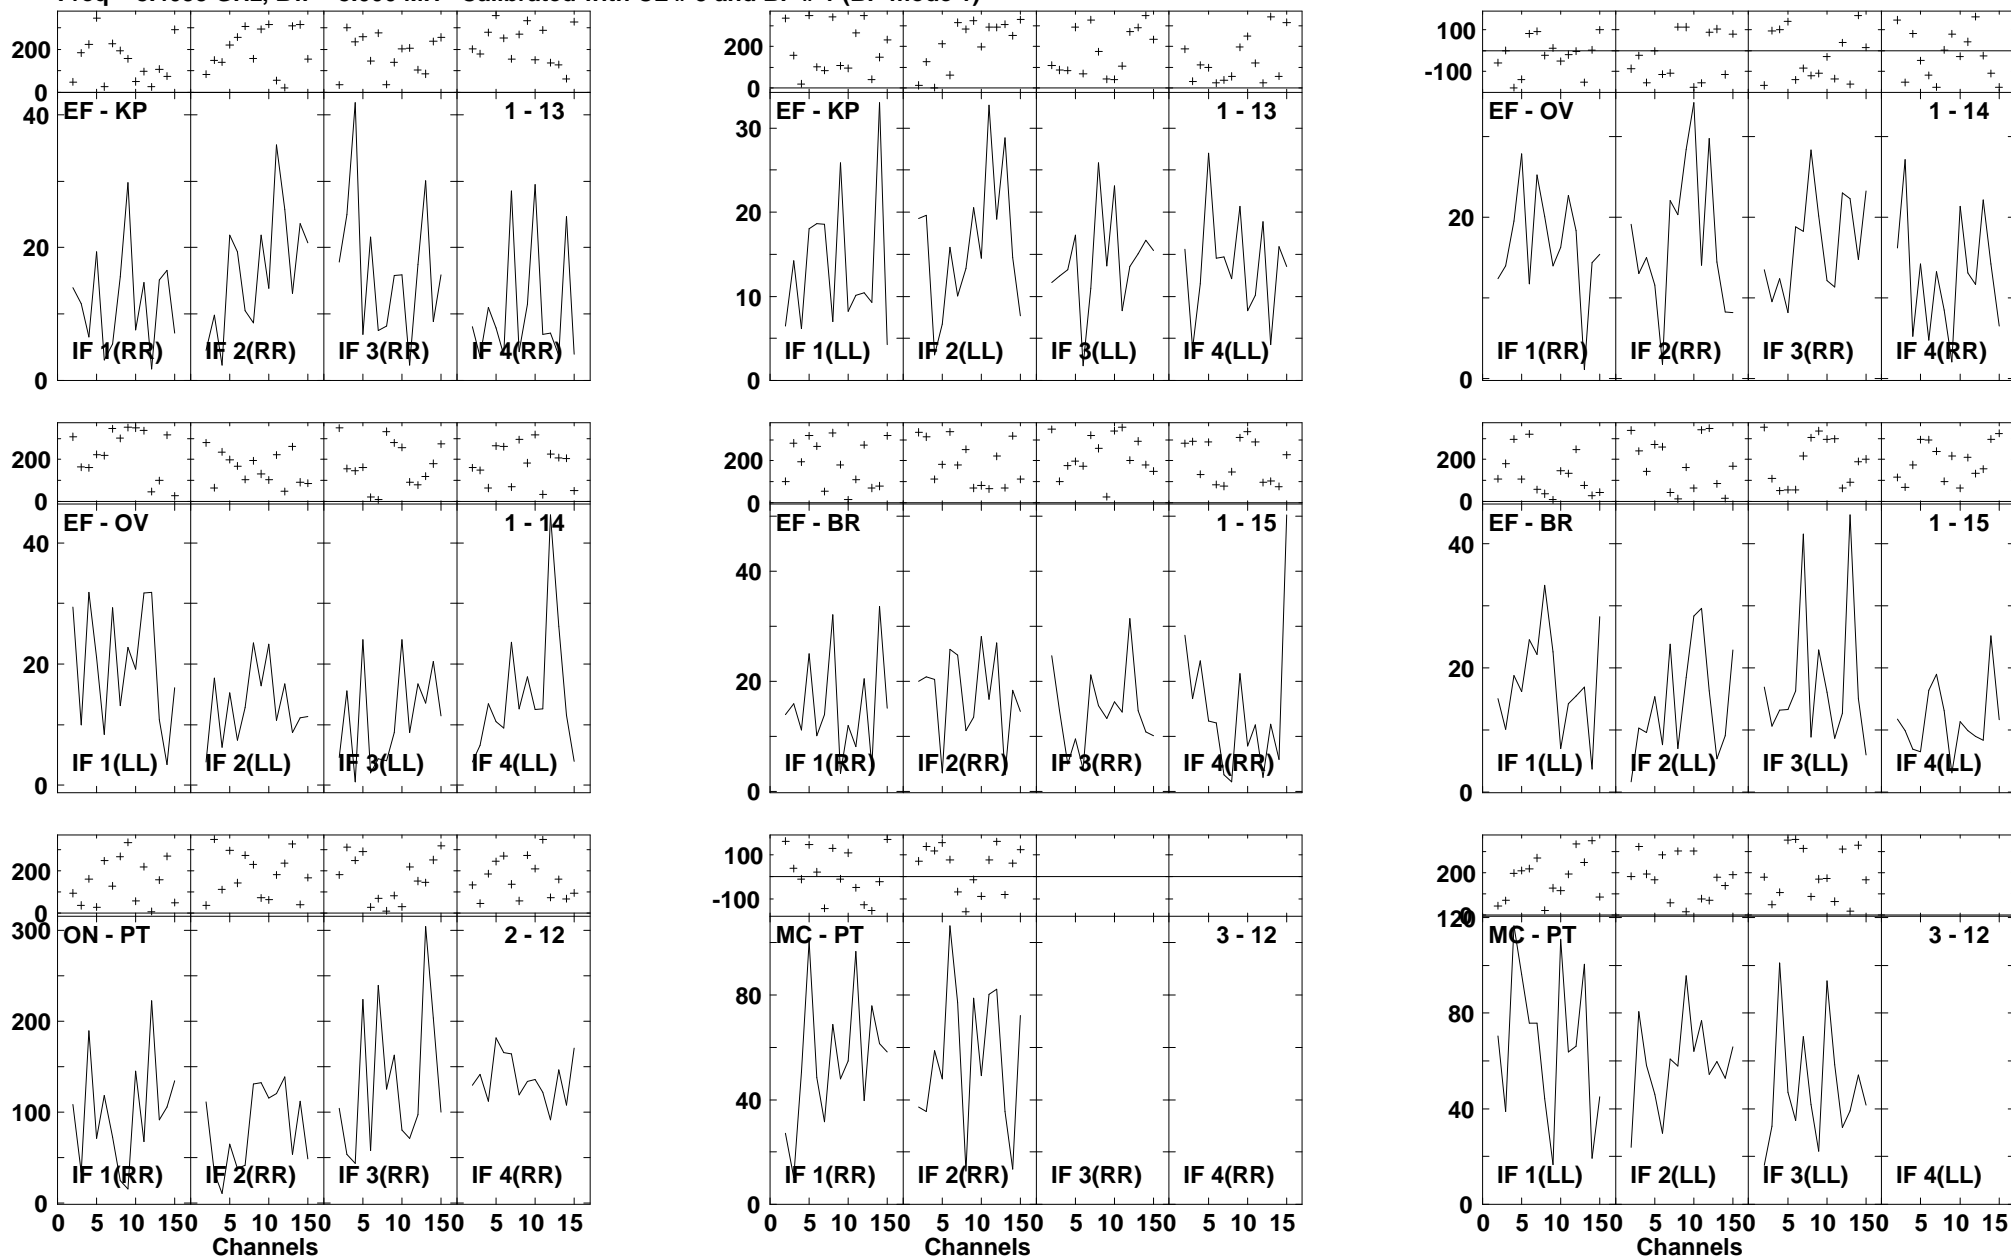 200
0
EF - KP 1 - 13
40
20
0
IF 1(RR) IF 2(RR) IF 3(RR) IF 4(RR)
200
0
EF - KP 1 - 13
30
20
10
0
IF 1(LL) IF 2(LL) IF 3(LL) IF 4(LL)
100
-100
EF - OV 1 - 14
20
0
IF 1(RR) IF 2(RR) IF 3(RR) IF 4(RR)
200
0
EF - OV 1 - 14
40
20
0
IF 1(LL) IF 2(LL) IF 3(LL) IF 4(LL)
200
0
EF - BR 1 - 15
40
20
0
IF 1(RR) IF 2(RR) IF 3(RR) IF 4(RR)
200
0
EF - BR 1 - 15
40
20
0
IF 1(LL) IF 2(LL) IF 3(LL) IF 4(LL)
200
0
ON - PT 2 - 12
300
200
100
0
IF 1(RR) IF 2(RR) IF 3(RR) IF 4(RR)
0 5 10 150 5 10 150 5 10 150 5 10 15
Channels
100
-100
MC - PT 3 - 12
80
40
0
IF 1(RR) IF 2(RR) IF 3(RR) IF 4(RR)
0 5 10 150 5 10 150 5 10 150 5 10 15
Channels
200
0
MC - PT 3 - 12
120
80
40
0
IF 1(LL) IF 2(LL) IF 3(LL) IF 4(LL)
0 5 10 150 5 10 150 5 10 150 5 10 15
Channels